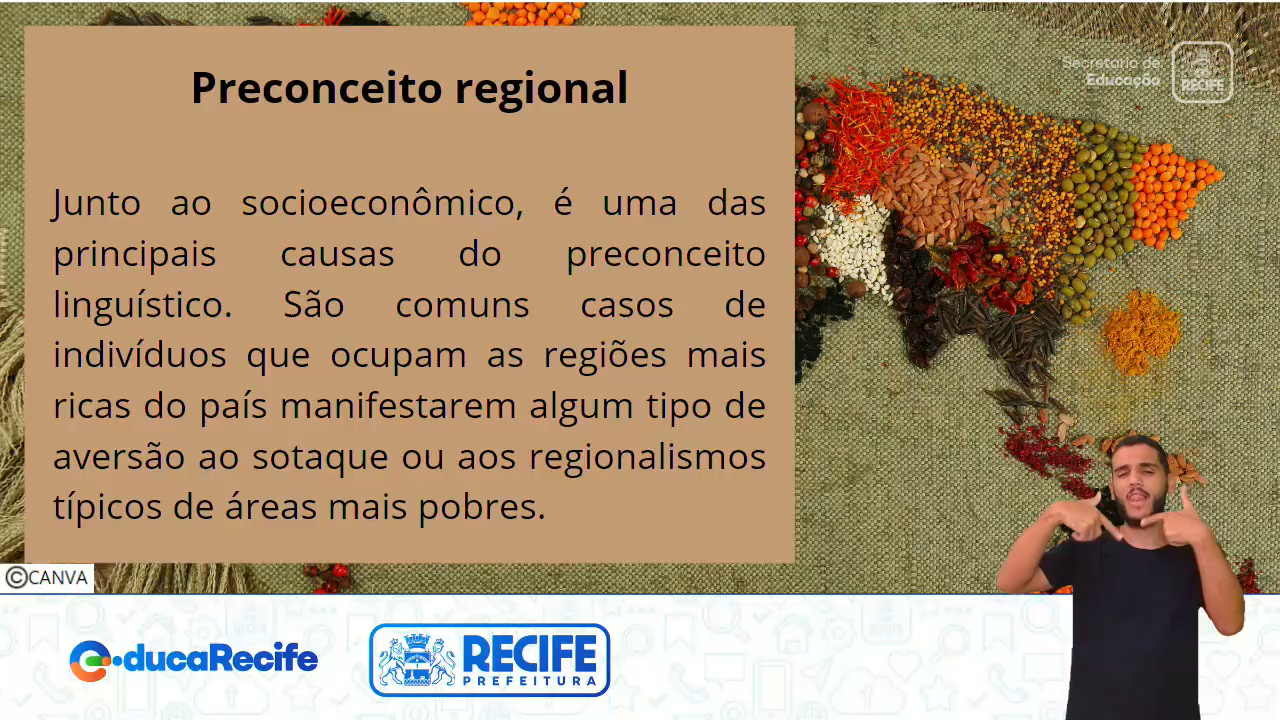 Preconceito regional
Secretaria de
Educação
RECIFE
Junto ao socioeconômico, é uma das
principais causas do preconceito
linguístico. São comuns casos de
indivíduos que ocupam as regiões mais
ricas do país manifestarem algum tipo de
aversão ao sotaque ou aos regionalismos
típicos de áreas mais pobres.
©CANVA
educaRecife
RECIFE
PREFEITURA